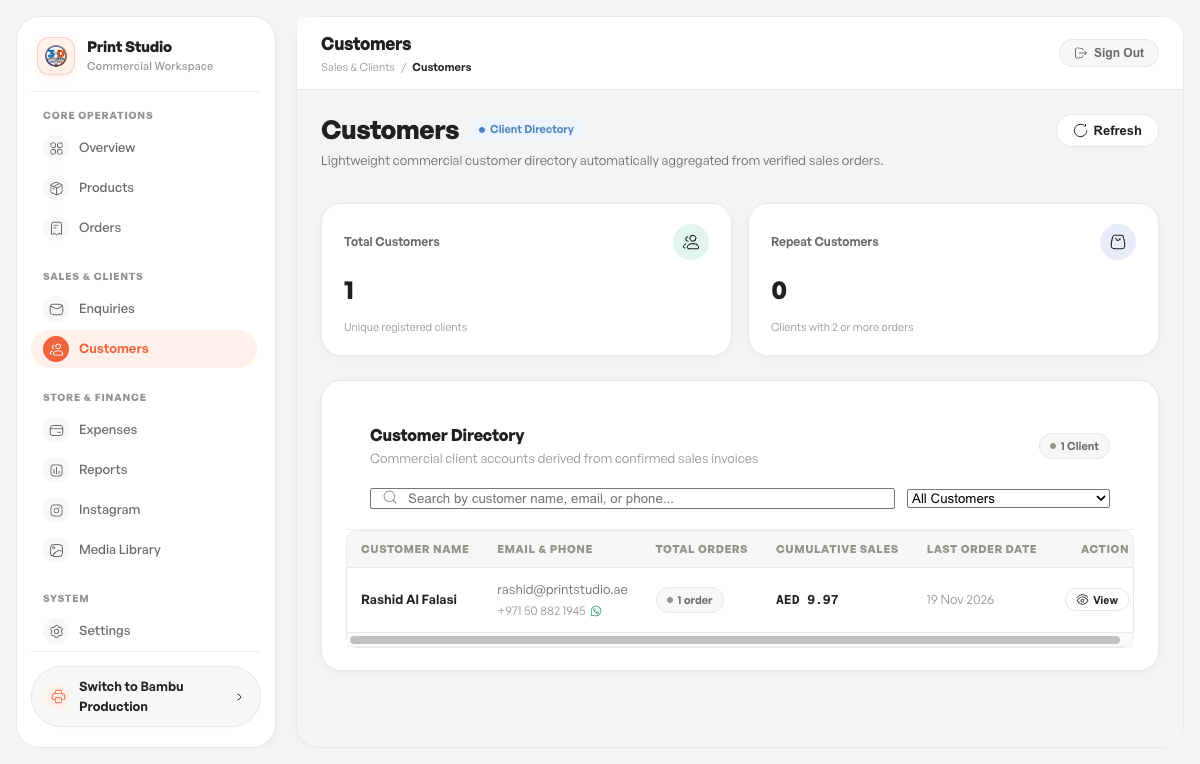 Print Studio
Commercial Workspace
CORE OPERATIONS
Overview
Products
Orders
SALES & CLIENTS
Enquiries
Customers
STORE & FINANCE
Expenses
Reports
Instagram
Media Library
SYSTEM
Settings
Switch to Bambu
Production
Customers
Sales & Clients / Customers
Sign Out
Customers
Client Directory
Refresh
Lightweight commercial customer directory automatically aggregated from verified sales orders.
Total Customers
1
Unique registered clients
Repeat Customers
0
Clients with 2 or more orders
Customer Directory
Commercial client accounts derived from confirmed sales invoices
1 Client
Search by customer name, email, or phone...
All Customers
CUSTOMER NAME EMAIL & PHONE TOTAL ORDERS CUMULATIVE SALES LAST ORDER DATE ACTION
Rashid Al Falasi
rashid@printstudio.ae
+971 50 882 1945
1 order
AED 9.97
19 Nov 2026
View